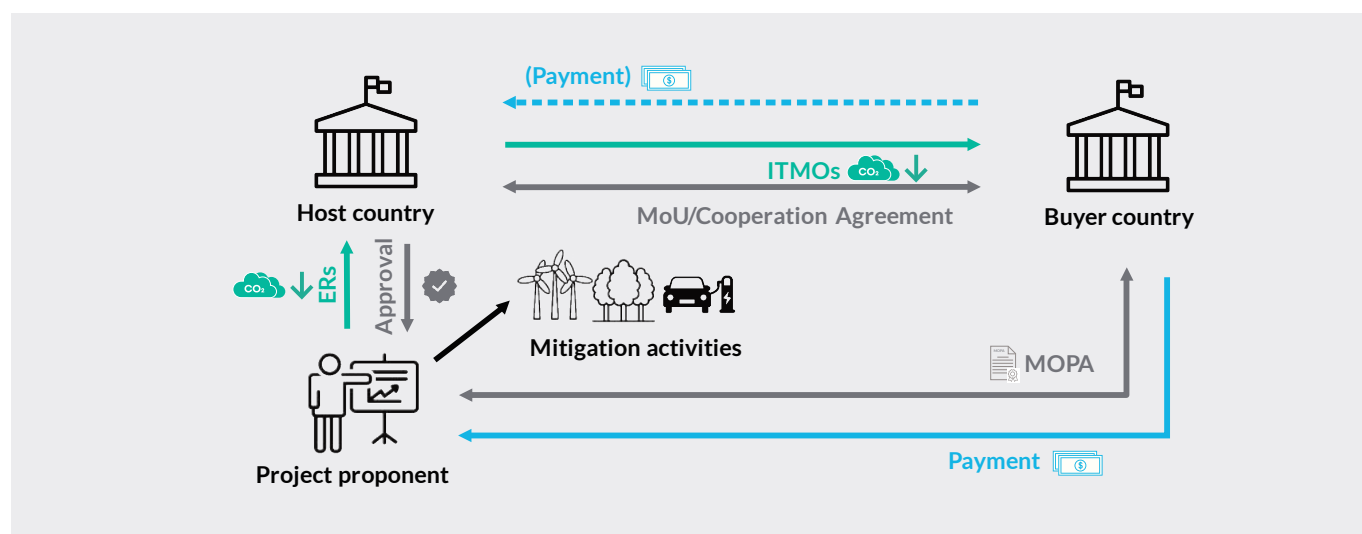 (Payment)
ITMOs CO₂
MoU/Cooperation Agreement
Host country
Buyer country
CO₂
ERs
Approval
Mitigation activities
MOPA
Project proponent
Payment